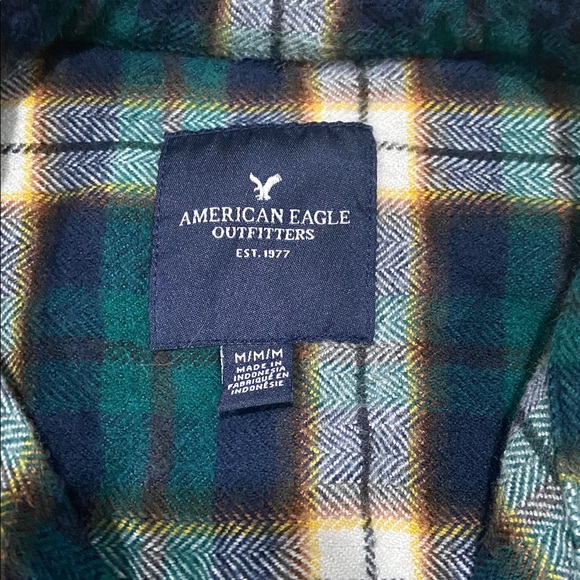 AMERICAN EAGLE
OUTFITTERS
EST. 1977
M/M/M
MADE IN
INDONESIA
FABRIQUÉ EN
INDONÉSIE